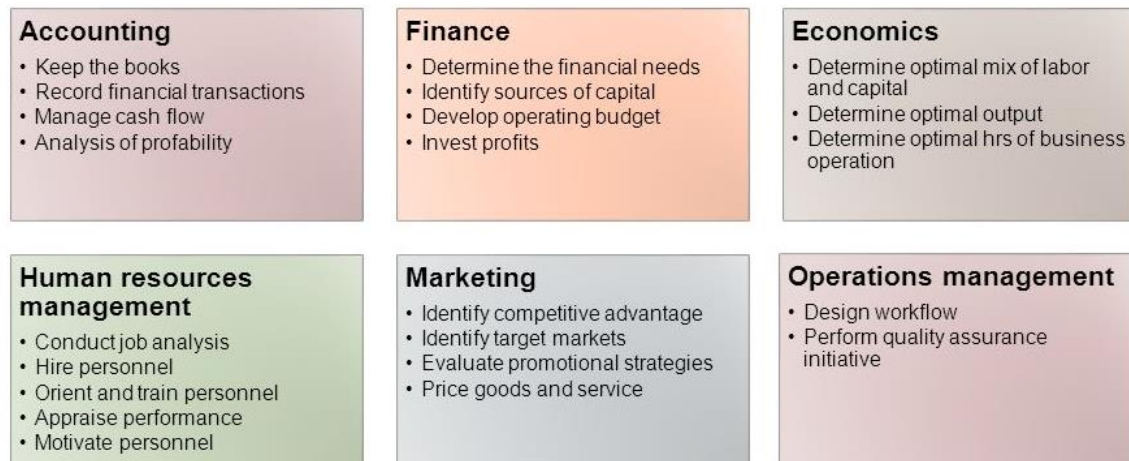 Accounting
• Keep the books
• Record financial transactions
• Manage cash flow
• Analysis of profability
Finance
• Determine the financial needs
• Identify sources of capital
• Develop operating budget
• Invest profits
Economics
• Determine optimal mix of labor
and capital
• Determine optimal output
• Determine optimal hrs of business
operation
Human resources
management
• Conduct job analysis
• Hire personnel
• Orient and train personnel
• Appraise performance
• Motivate personnel
Marketing
• Identify competitive advantage
• Identify target markets
• Evaluate promotional strategies
• Price goods and service
Operations management
• Design workflow
• Perform quality assurance
initiative